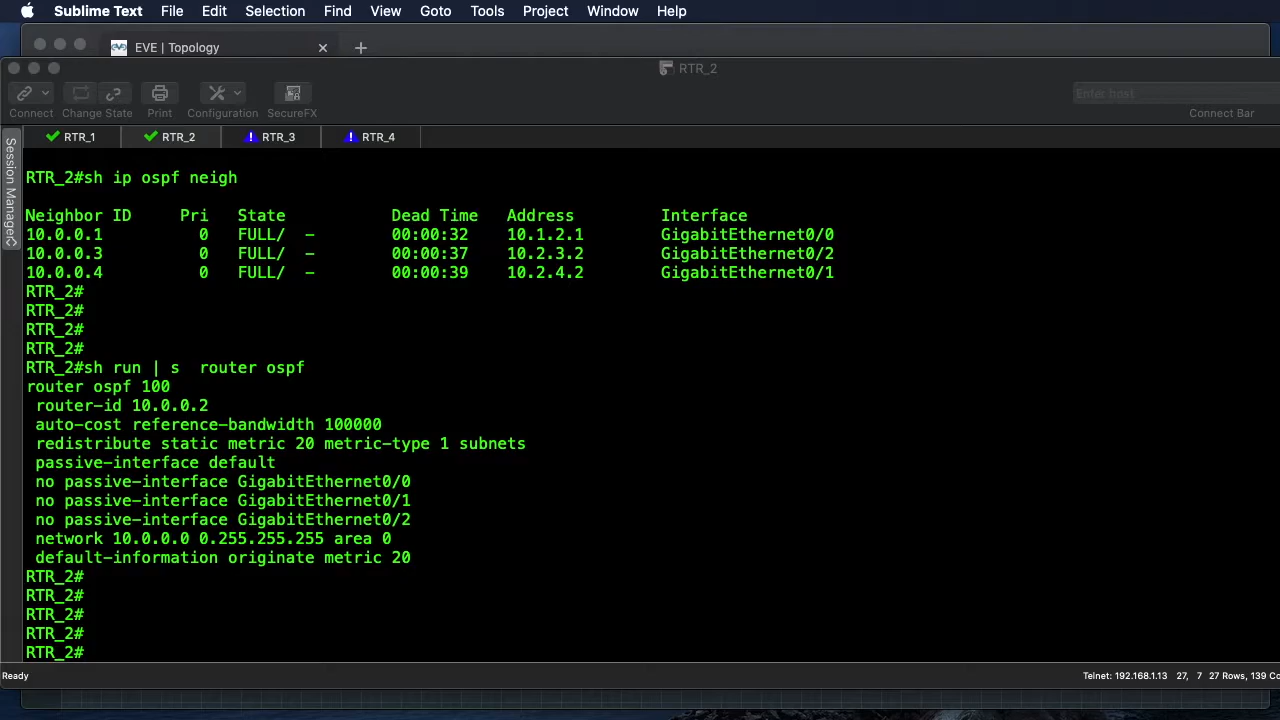 Sublime Text File Edit Selection Find View Goto Tools Project Window Help
EVE | Topology
RTR_2
Enter host
Connect Change State Print Configuration SecureFX Connect Bar
RTR_1 RTR_2 RTR_3 RTR_4
Session Manager
RTR_2#sh ip ospf neigh
Neighbor ID Pri State Dead Time Address Interface
10.0.0.1 0 FULL/ - 00:00:32 10.1.2.1 GigabitEthernet0/0
10.0.0.3 0 FULL/ - 00:00:37 10.2.3.2 GigabitEthernet0/2
10.0.0.4 0 FULL/ - 00:00:39 10.2.4.2 GigabitEthernet0/1
RTR_2#
RTR_2#
RTR_2#
RTR_2#
RTR_2#sh run | s  router ospf
router ospf 100
router-id 10.0.0.2
auto-cost reference-bandwidth 100000
redistribute static metric 20 metric-type 1 subnets
passive-interface default
no passive-interface GigabitEthernet0/0
no passive-interface GigabitEthernet0/1
no passive-interface GigabitEthernet0/2
network 10.0.0.0 0.255.255.255 area 0
default-information originate metric 20
RTR_2#
RTR_2#
RTR_2#
RTR_2#
RTR_2#
Ready Telnet: 192.168.1.13 27, 7 27 Rows, 139 Co